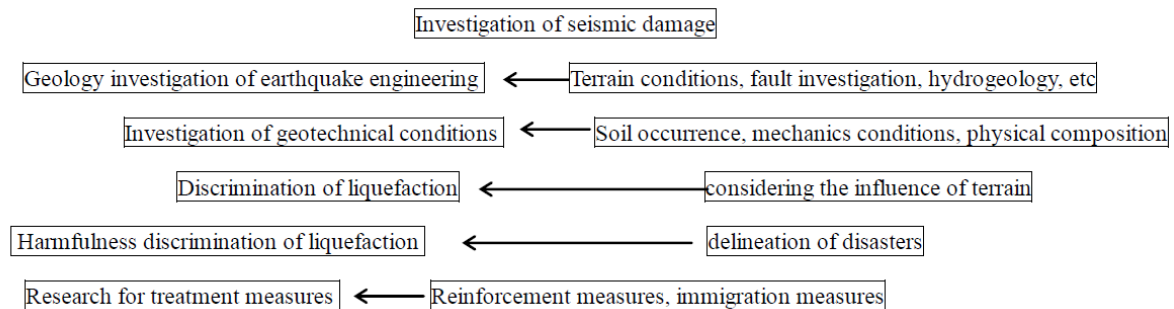 Investigation of seismic damage
Geology investigation of earthquake engineering
Terrain conditions, fault investigation, hydrogeology, etc
Investigation of geotechnical conditions
Soil occurrence, mechanics conditions, physical composition
Discrimination of liquefaction
considering the influence of terrain
Harmfulness discrimination of liquefaction
delineation of disasters
Research for treatment measures
Reinforcement measures, immigration measures